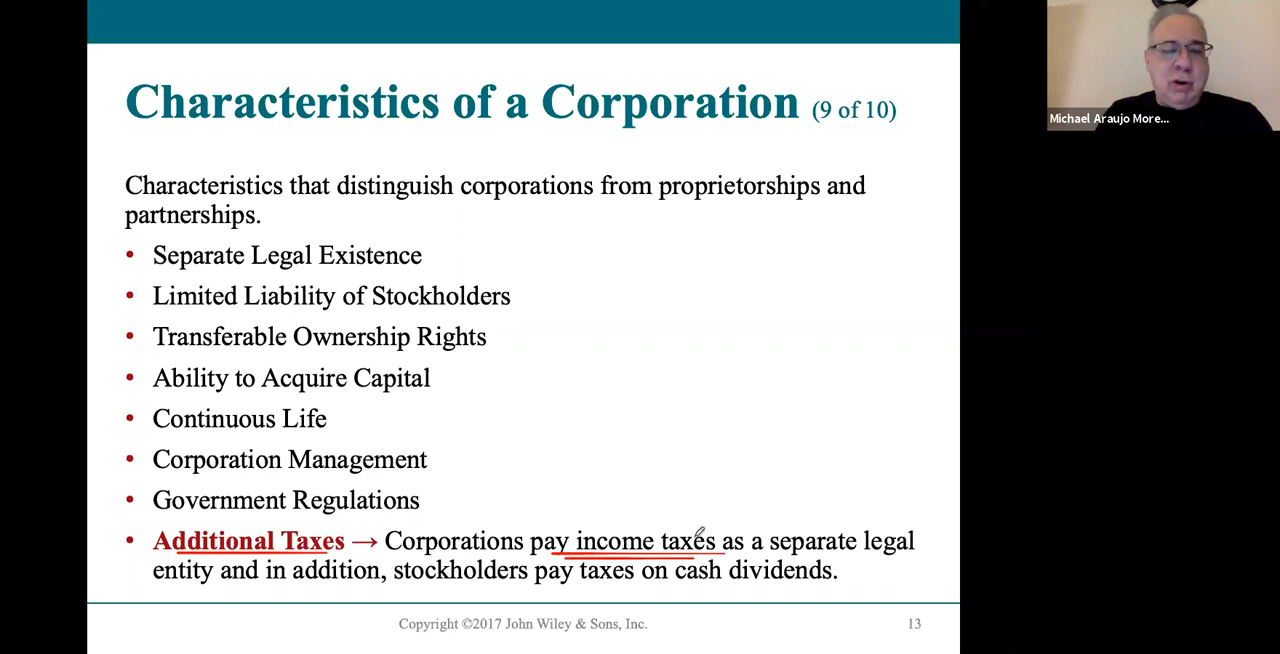 Characteristics of a Corporation (9 of 10)
Michael Araujo More...
Characteristics that distinguish corporations from proprietorships and
partnerships.
• Separate Legal Existence
• Limited Liability of Stockholders
• Transferable Ownership Rights
• Ability to Acquire Capital
• Continuous Life
• Corporation Management
• Government Regulations
• Additional Taxes → Corporations pay income taxes as a separate legal
entity and in addition, stockholders pay taxes on cash dividends.
Copyright ©2017 John Wiley & Sons, Inc.
13